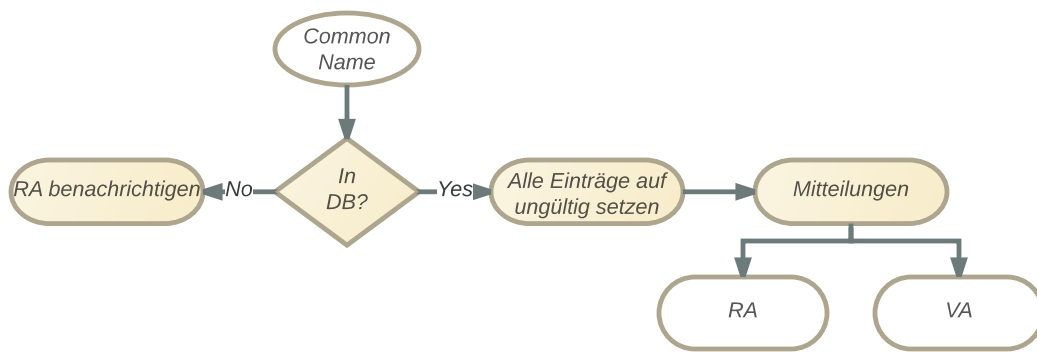 Common
Name
RA benachrichtigen
No
In
DB?
Yes
Alle Einträge auf
ungültig setzen
Mitteilungen
RA
VA